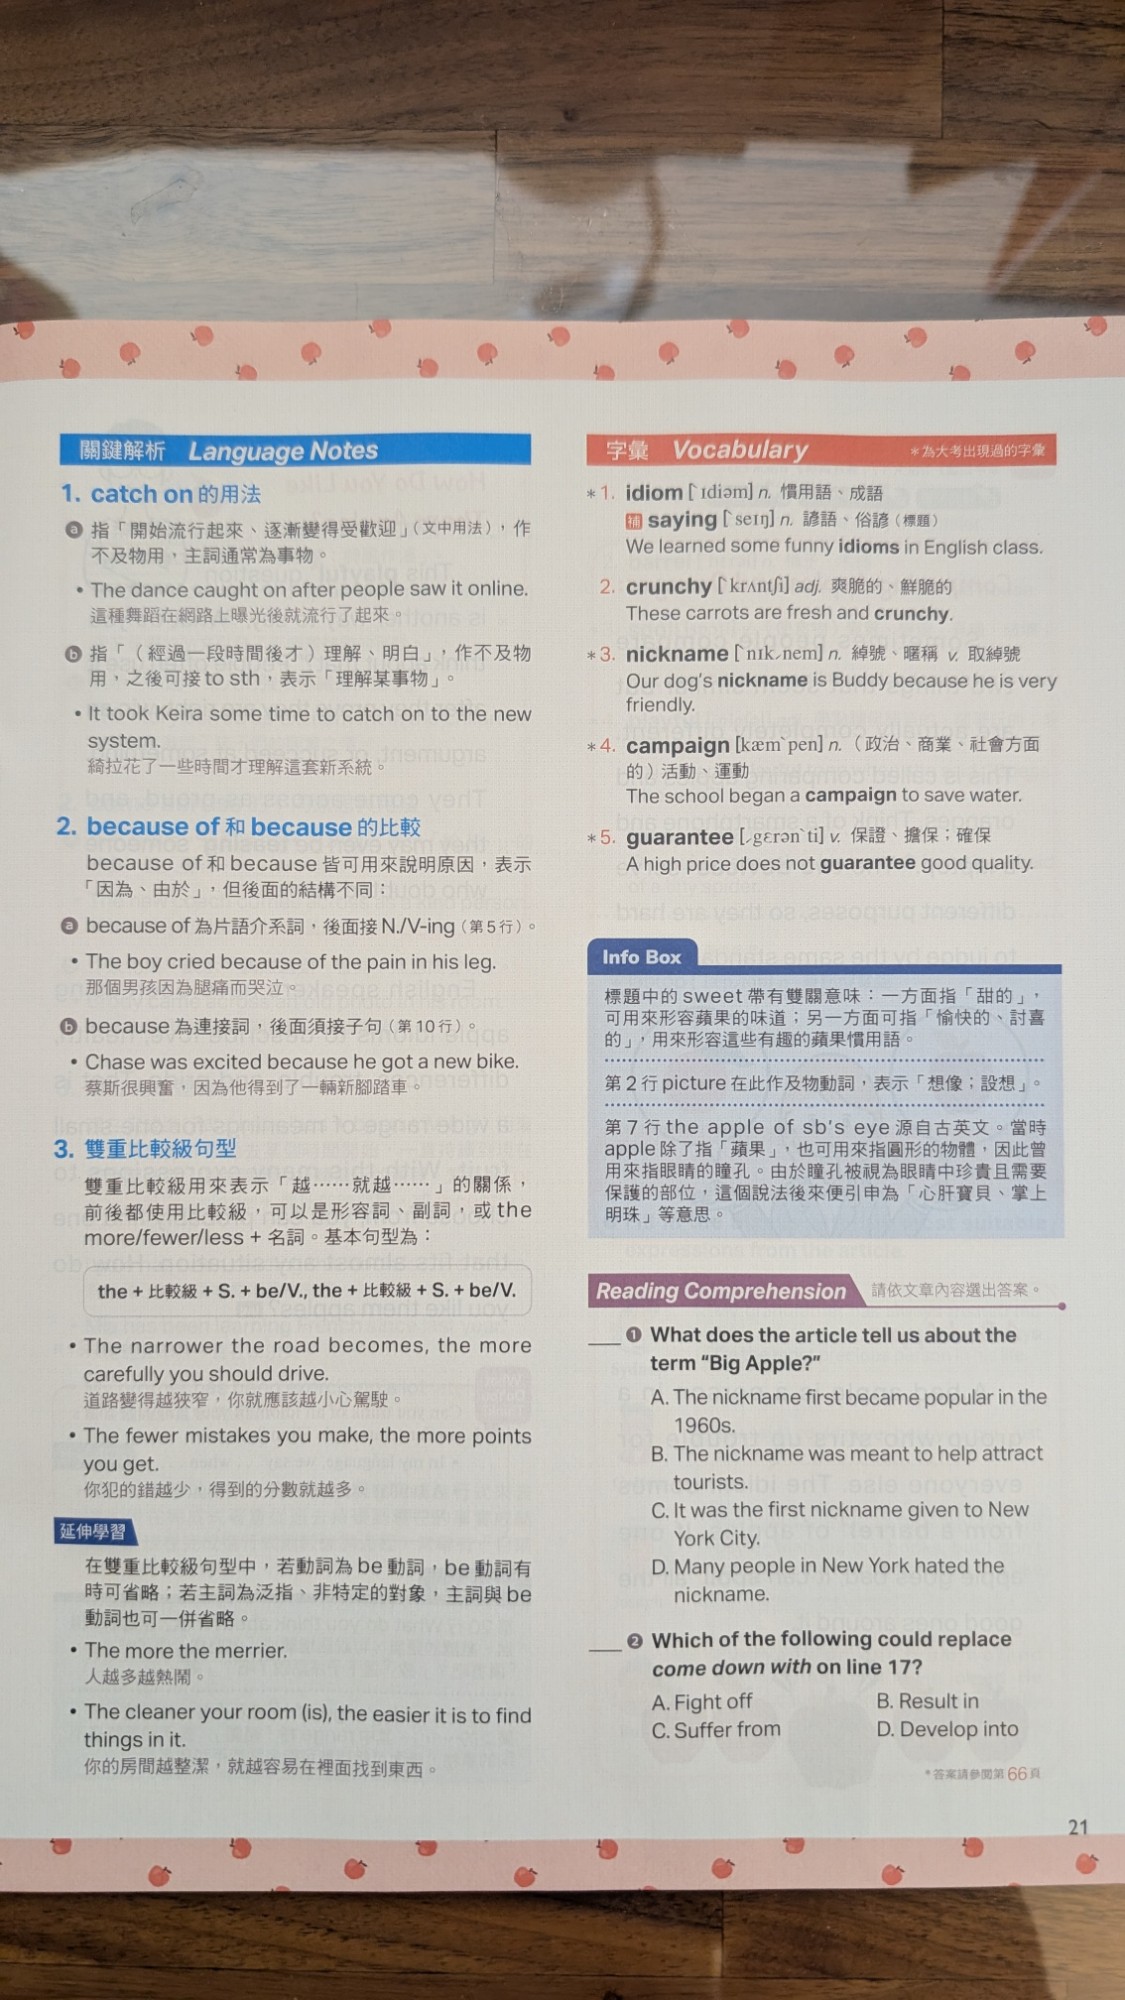 關鍵解析 Language Notes
1. catch on 的用法
ⓐ 指「開始流行起來、逐漸變得受歡迎」（文中用法），作
不及物用，主詞通常為事物。
• The dance caught on after people saw it online.
這種舞蹈在網路上曝光後就流行了起來。
ⓑ 指「（經過一段時間後才）理解、明白」，作不及物
用，之後可接 to sth，表示「理解某事物」。
• It took Keira some time to catch on to the new
system.
綺拉花了一些時間才理解這套新系統。
2. because of 和 because 的比較
because of 和 because 皆可用來說明原因，表示
「因為、由於」，但後面的結構不同：
ⓐ because of 為片語介系詞，後面接 N./V-ing（第 5 行）。
• The boy cried because of the pain in his leg.
那個男孩因為腿痛而哭泣。
ⓑ because 為連接詞，後面須接子句（第 10 行）。
• Chase was excited because he got a new bike.
蔡斯很興奮，因為他得到了一輛新腳踏車。
3. 雙重比較級句型
雙重比較級用來表示「越……就越……」的關係，
前後都使用比較級，可以是形容詞、副詞，或 the
more/fewer/less + 名詞。基本句型為：
the + 比較級 + S. + be/V., the + 比較級 + S. + be/V.
• The narrower the road becomes, the more
carefully you should drive.
道路變得越狹窄，你就應該越小心駕駛。
• The fewer mistakes you make, the more points
you get.
你犯的錯越少，得到的分數就越多。
延伸學習
在雙重比較級句型中，若動詞為 be 動詞，be 動詞有
時可省略；若主詞為泛指、非特定的對象，主詞與 be
動詞也可一併省略。
• The more the merrier.
人越多越熱鬧。
• The cleaner your room (is), the easier it is to find
things in it.
你的房間越整潔，就越容易在裡面找到東西。
字彙 Vocabulary *為大考出現過的字彙
*1. idiom [ˋɪdiəm] n. 慣用語、成語
補 saying [ˋseɪŋ] n. 諺語、俗諺（標題）
We learned some funny idioms in English class.
2. crunchy [ˋkrʌntʃi] adj. 爽脆的、鮮脆的
These carrots are fresh and crunchy.
*3. nickname [ˋnɪkˏnem] n. 綽號、暱稱 v. 取綽號
Our dog's nickname is Buddy because he is very
friendly.
*4. campaign [kæmˋpen] n.（政治、商業、社會方面
的）活動、運動
The school began a campaign to save water.
*5. guarantee [ˏgɛrənˋti] v. 保證、擔保；確保
A high price does not guarantee good quality.
Info Box
標題中的 sweet 帶有雙關意味：一方面指「甜的」，
可用來形容蘋果的味道；另一方面可指「愉快的、討喜
的」，用來形容這些有趣的蘋果慣用語。
第 2 行 picture 在此作及物動詞，表示「想像；設想」。
第 7 行 the apple of sb's eye 源自古英文。當時
apple 除了指「蘋果」，也可用來指圓形的物體，因此曾
用來指眼睛的瞳孔。由於瞳孔被視為眼睛中珍貴且需要
保護的部位，這個說法後來便引申為「心肝寶貝、掌上
明珠」等意思。
Reading Comprehension 請依文章內容選出答案。
___ ❶ What does the article tell us about the
term “Big Apple?”
A. The nickname first became popular in the
1960s.
B. The nickname was meant to help attract
tourists.
C. It was the first nickname given to New
York City.
D. Many people in New York hated the
nickname.
___ ❷ Which of the following could replace
come down with on line 17?
A. Fight off B. Result in
C. Suffer from D. Develop into
*答案請參閱第 66 頁
21